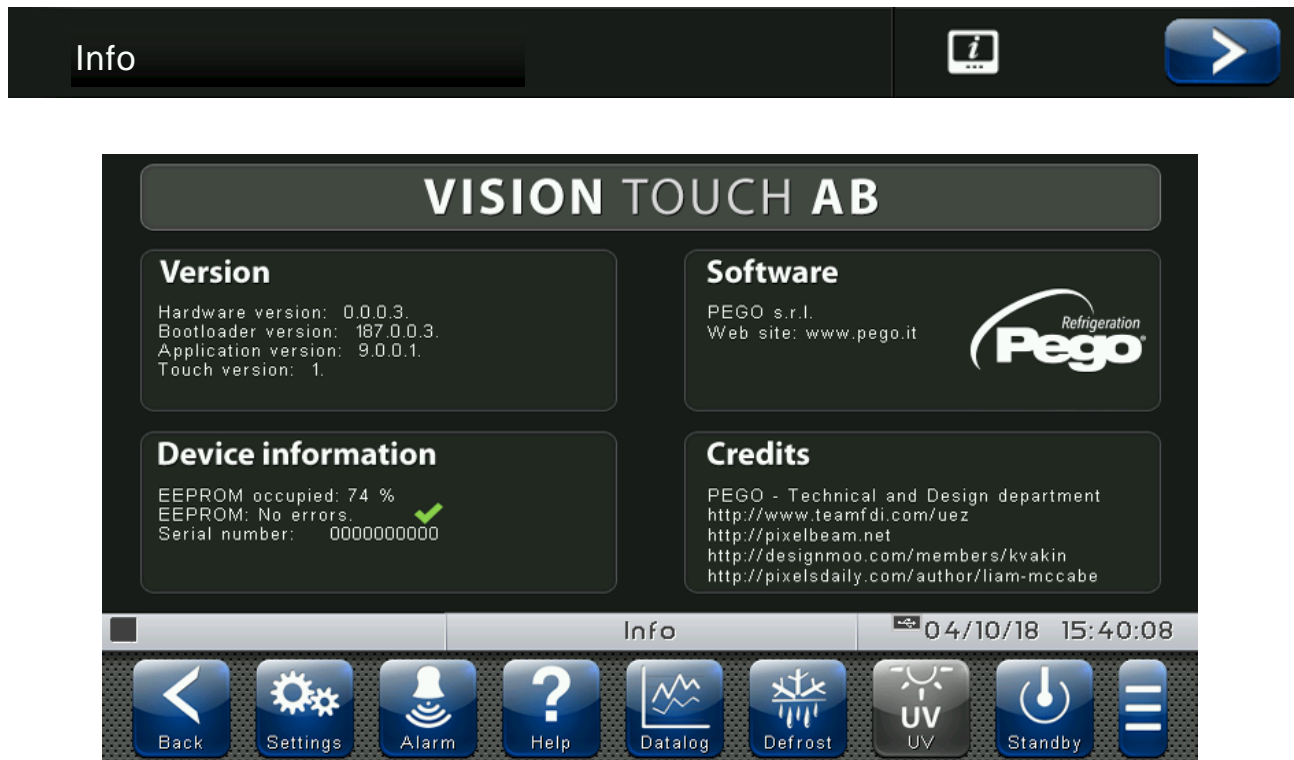 Info
VISION TOUCH AB
Version
Hardware version: 0.0.0.3.
Bootloader version: 187.0.0.3.
Application version: 9.0.0.1.
Touch version: 1.
Software
PEGO s.r.l.
Web site: www.pego.it
Refrigeration
Pego
Device information
EEPROM occupied: 74 %
EEPROM: No errors.
Serial number: 0000000000
Credits
PEGO - Technical and Design department
http://www.teamfdi.com/uez
http://pixelbeam.net
http://designmoo.com/members/kvakin
http://pixelsdaily.com/author/liam-mccabe
Info 04/10/18 15:40:08
UV
Back Settings Alarm Help Datalog Defrost UV Standby